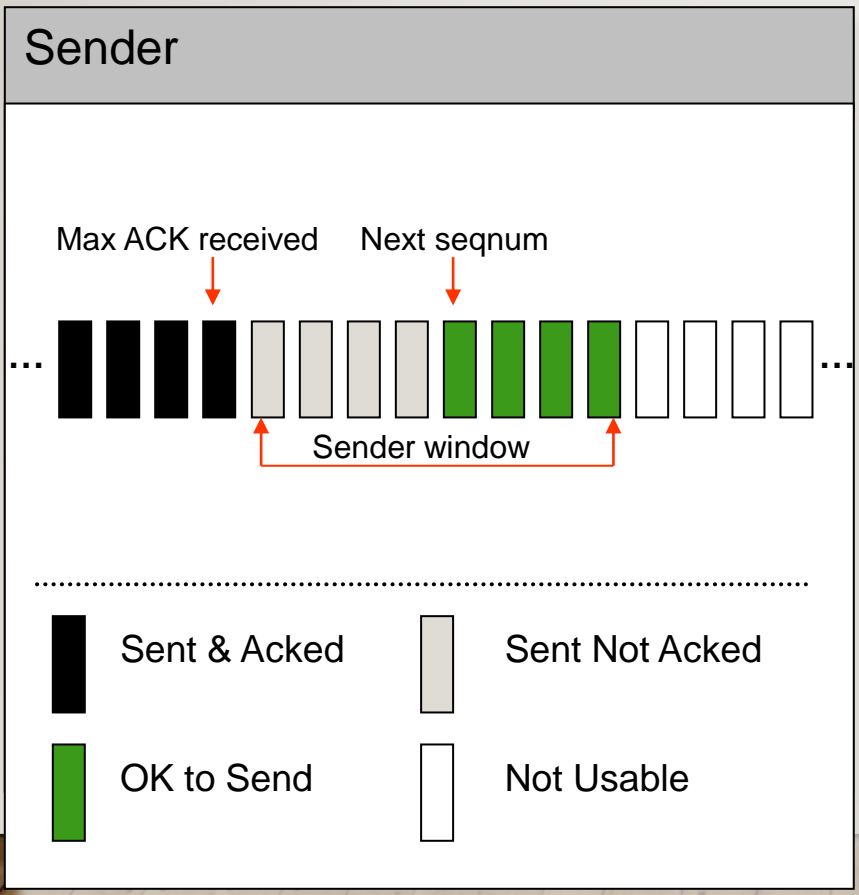 Sender
Max ACK received Next seqnum
... ...
Sender window
Sent & Acked Sent Not Acked
OK to Send Not Usable